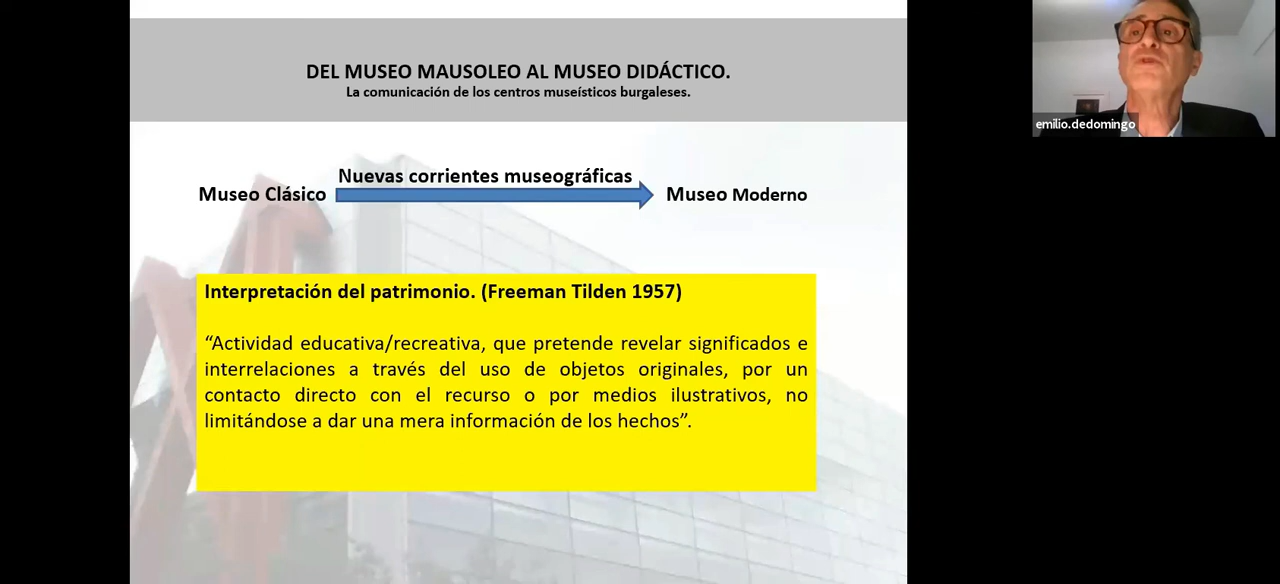 DEL MUSEO MAUSOLEO AL MUSEO DIDÁCTICO.
La comunicación de los centros museísticos burgaleses.
Nuevas corrientes museográficas
Museo Clásico
Museo Moderno
Interpretación del patrimonio. (Freeman Tilden 1957)
“Actividad educativa/recreativa, que pretende revelar significados e
interrelaciones a través del uso de objetos originales, por un
contacto directo con el recurso o por medios ilustrativos, no
limitándose a dar una mera información de los hechos”.
emilio.dedomingo